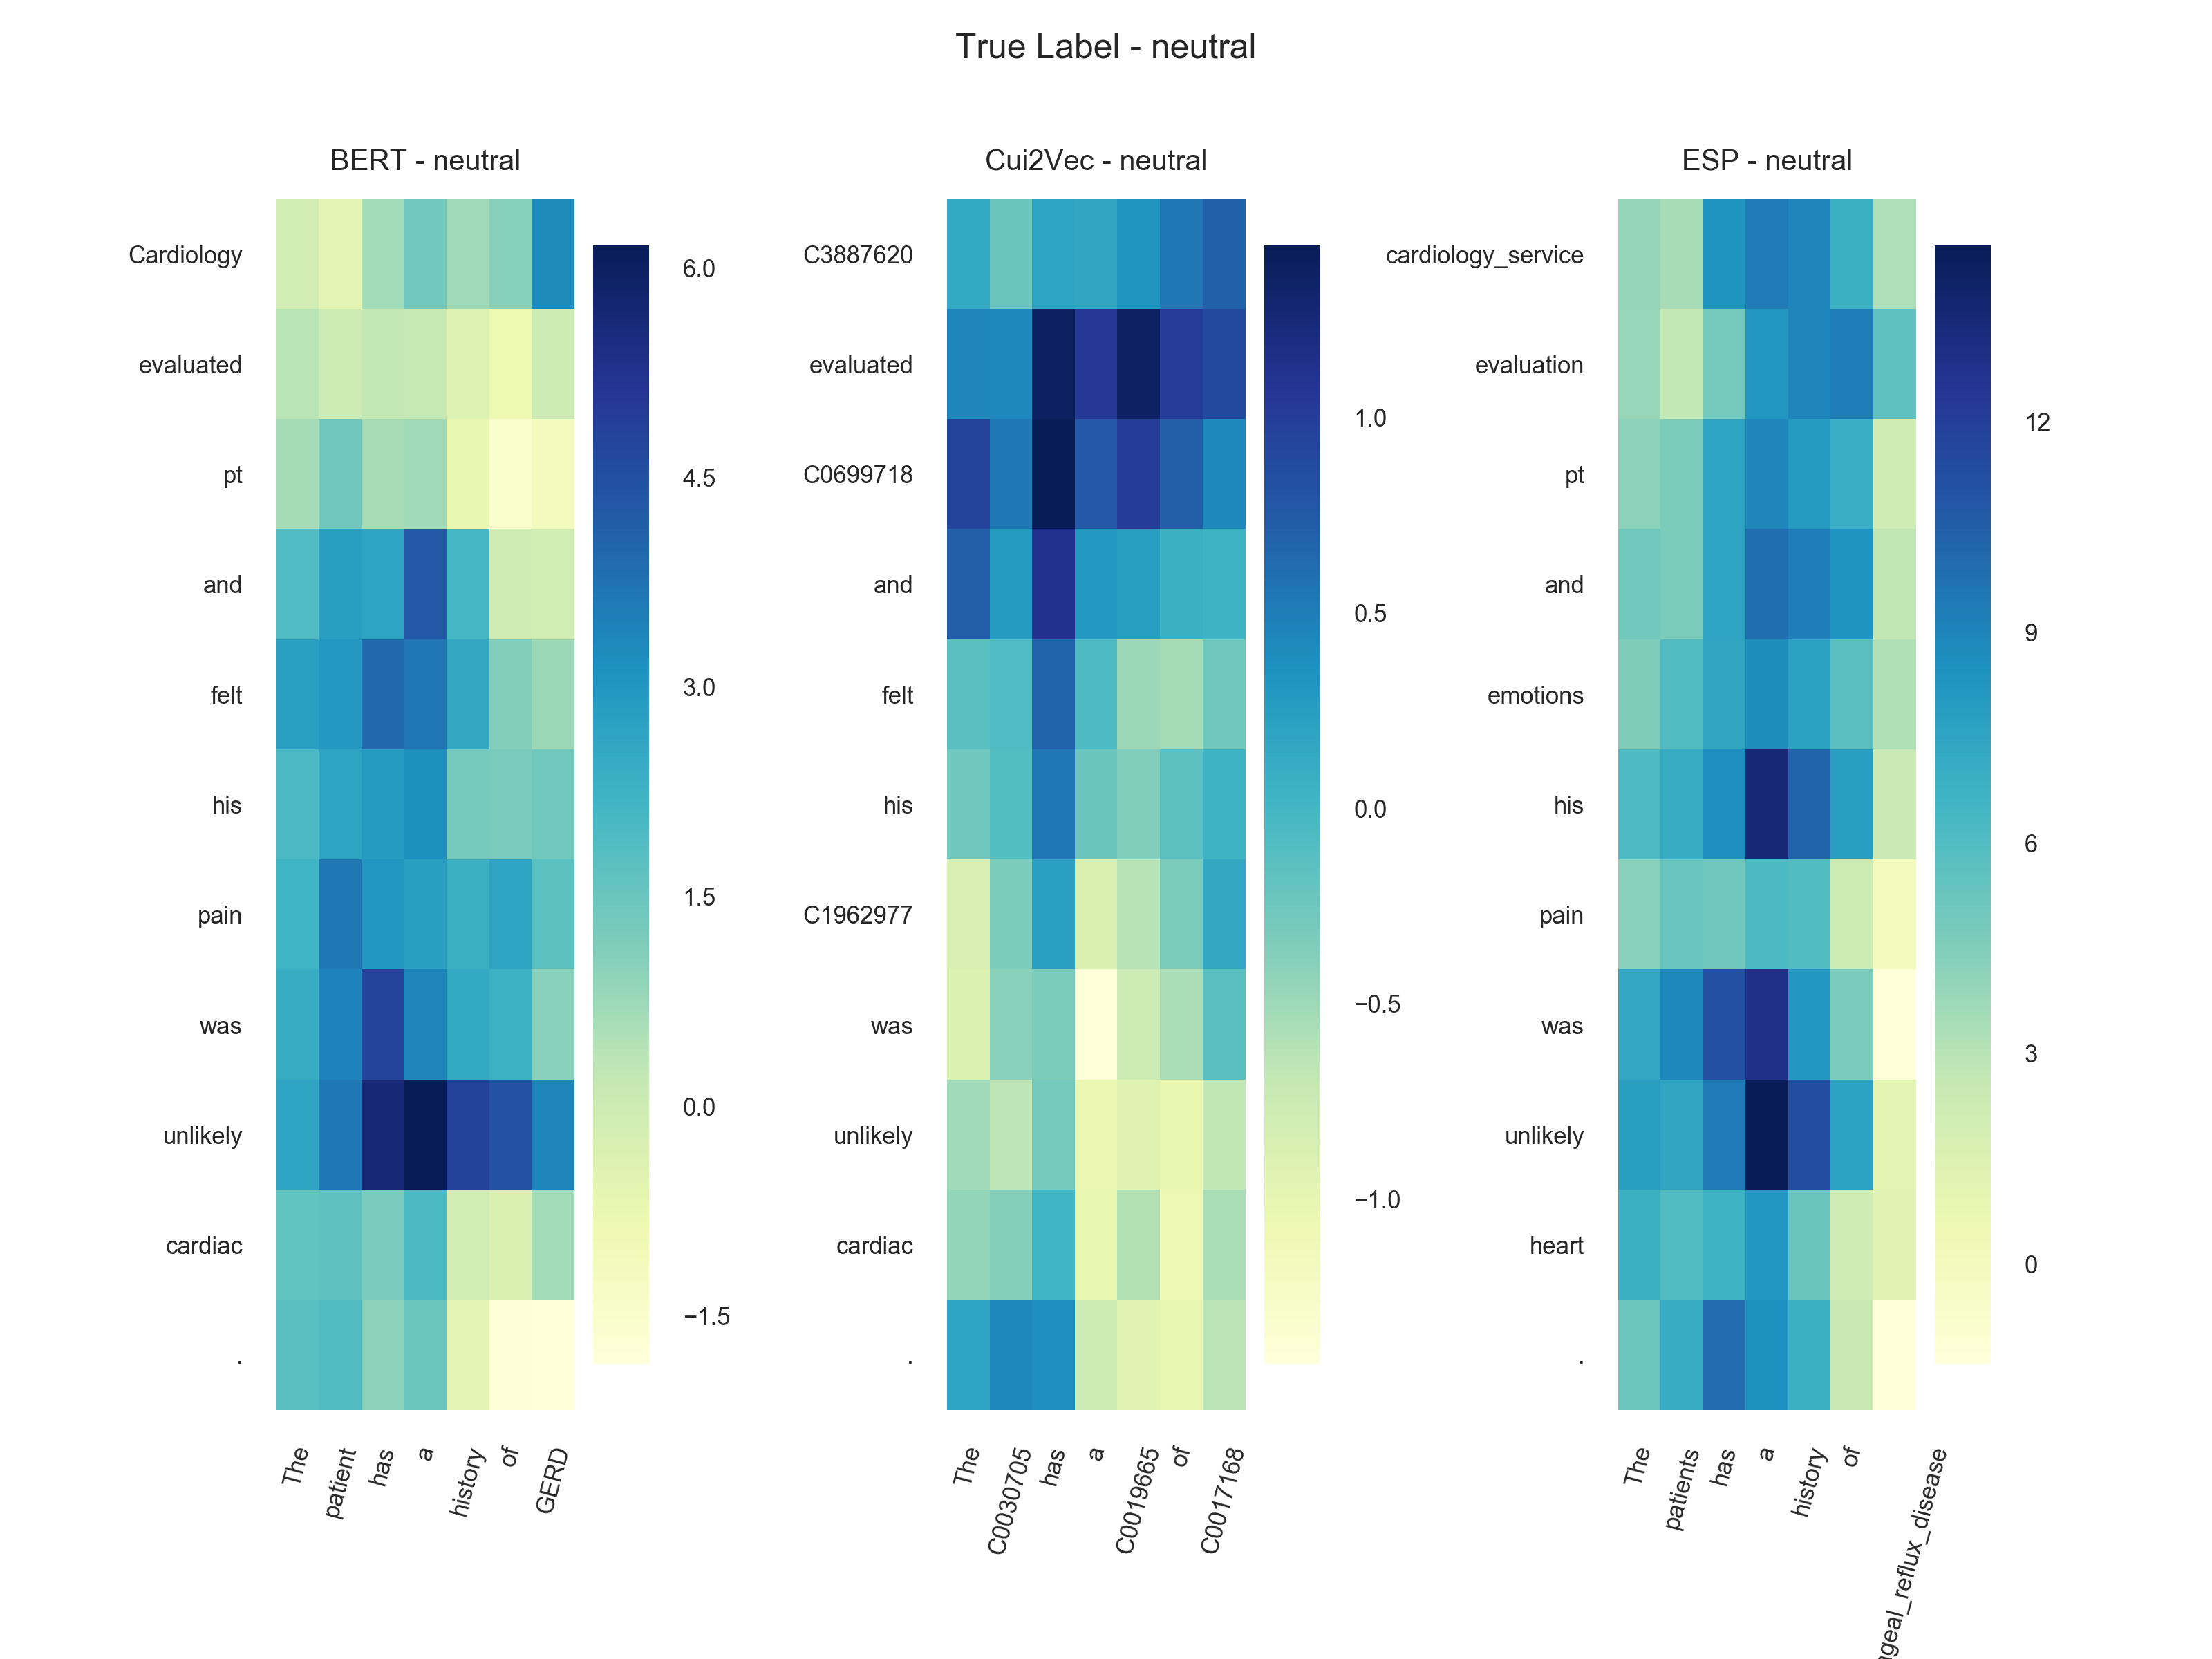 True Label - neutral
BERT - neutral
Cardiology
evaluated
pt
and
felt
his
pain
was
unlikely
cardiac
.
The
patient
has
a
history
of
GERD
6.0
4.5
3.0
1.5
0.0
−1.5
Cui2Vec - neutral
C3887620
evaluated
C0699718
and
felt
his
C1962977
was
unlikely
cardiac
.
The
C0030705
has
a
C0019665
of
C0017168
1.0
0.5
0.0
−0.5
−1.0
ESP - neutral
cardiology_service
evaluation
pt
and
emotions
his
pain
was
unlikely
heart
.
The
patients
has
a
history
of
ngeal_reflux_disease
12
9
6
3
0